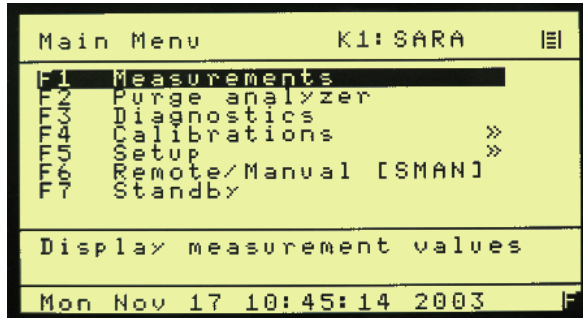 Main Menu K1: SARA
F1 Measurements
F2 Purge analyzer
F3 Diagnostics
F4 Calibrations »
F5 Setup »
F6 Remote/Manual [SMAN]
F7 Standby
Display measurement values
Mon Nov 17 10:45:14 2003 F